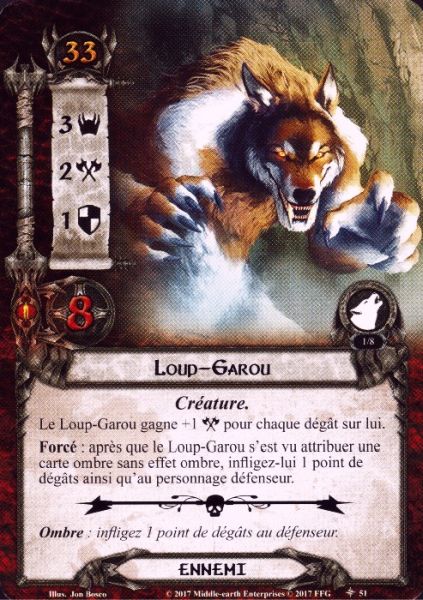 33
3
2
1
8
1/8
Loup-Garou
Créature.
Le Loup-Garou gagne +1 pour chaque dégât sur lui.
Forcé : après que le Loup-Garou s'est vu attribuer une
carte ombre sans effet ombre, infligez-lui 1 point de
dégâts ainsi qu'au personnage défenseur.
Ombre : infligez 1 point de dégâts au défenseur.
ENNEMI
Illus. Jon Bosco © 2017 Middle-earth Enterprises © 2017 FFG 51